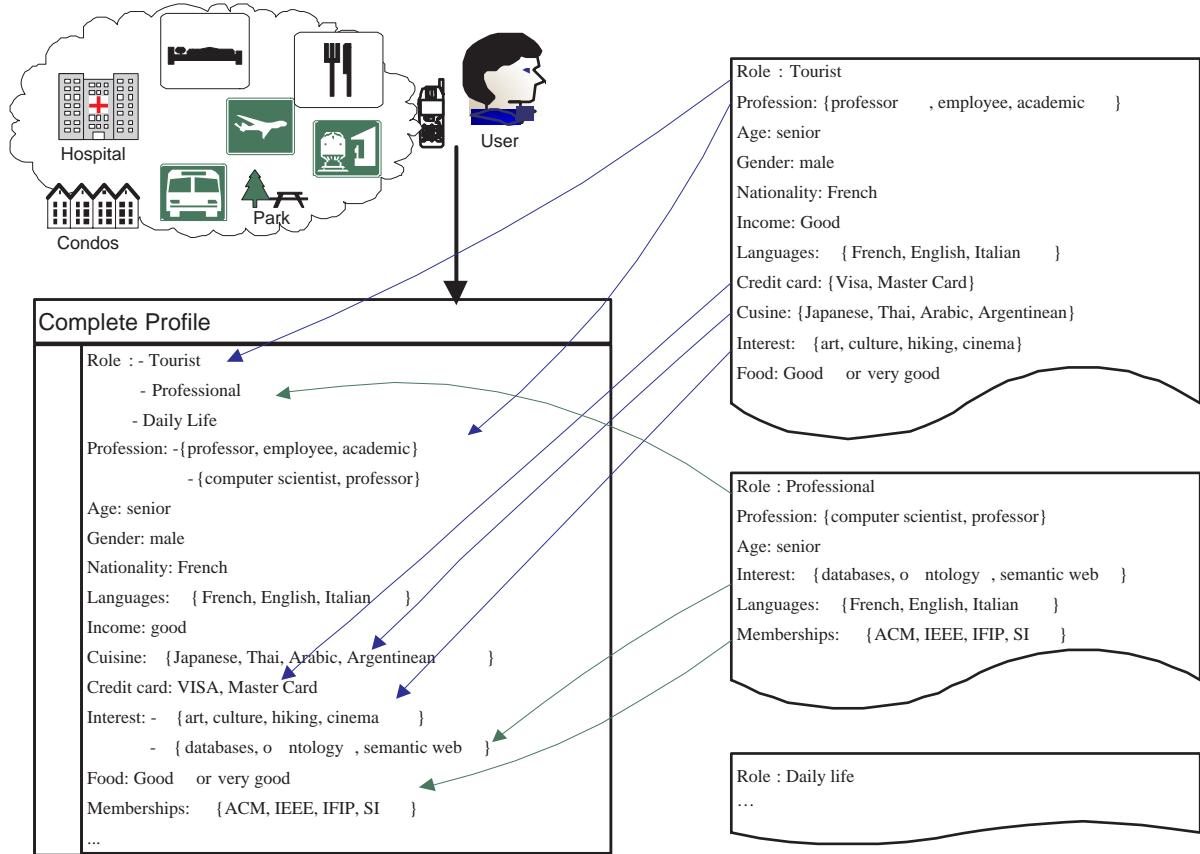 Hospital
User
Park
Condos
Complete Profile
Role : - Tourist
- Professional
- Daily Life
Profession: -{professor, employee, academic}
- {computer scientist, professor}
Age: senior
Gender: male
Nationality: French
Languages: { French, English, Italian }
Income: good
Cuisine: {Japanese, Thai, Arabic, Argentinean }
Credit card: VISA, Master Card
Interest: - {art, culture, hiking, cinema }
- { databases, o ntology , semantic web }
Food: Good or very good
Memberships: {ACM, IEEE, IFIP, SI }
...
Role : Tourist
Profession: {professor , employee, academic }
Age: senior
Gender: male
Nationality: French
Income: Good
Languages: { French, English, Italian }
Credit card: {Visa, Master Card}
Cusine: {Japanese, Thai, Arabic, Argentinean}
Interest: {art, culture, hiking, cinema}
Food: Good or very good
Role : Professional
Profession: {computer scientist, professor}
Age: senior
Interest: { databases, o ntology , semantic web }
Languages: {French, English, Italian }
Memberships: {ACM, IEEE, IFIP, SI }
Role : Daily life
…